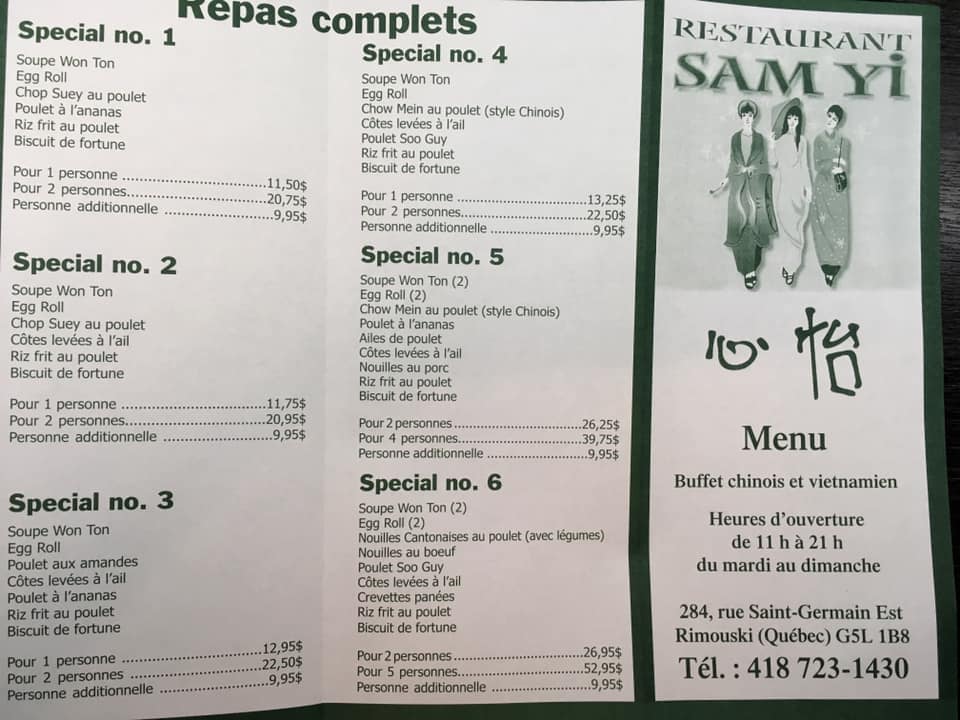 Repas complets
Special no. 1
Soupe Won Ton
Egg Roll
Chop Suey au poulet
Poulet à l'ananas
Riz frit au poulet
Biscuit de fortune
Pour 1 personne ..............................11,50$
Pour 2 personnes.............................20,75$
Personne additionnelle ......................9,95$
Special no. 2
Soupe Won Ton
Egg Roll
Chop Suey au poulet
Côtes levées à l'ail
Riz frit au poulet
Biscuit de fortune
Pour 1 personne ..............................11,75$
Pour 2 personnes.............................20,95$
Personne additionnelle ......................9,95$
Special no. 3
Soupe Won Ton
Egg Roll
Poulet aux amandes
Côtes levées à l'ail
Poulet à l'ananas
Riz frit au poulet
Biscuit de fortune
Pour 1 personne ..............................12,95$
Pour 2 personnes ............................22,50$
Personne additionnelle ......................9,95$
Special no. 4
Soupe Won Ton
Egg Roll
Chow Mein au poulet (style Chinois)
Côtes levées à l'ail
Poulet Soo Guy
Riz frit au poulet
Biscuit de fortune
Pour 1 personne ..............................13,25$
Pour 2 personnes.............................22,50$
Personne additionnelle ........................9,95$
Special no. 5
Soupe Won Ton (2)
Egg Roll (2)
Chow Mein au poulet (style Chinois)
Poulet à l'ananas
Ailes de poulet
Côtes levées à l'ail
Nouilles au porc
Riz frit au poulet
Biscuit de fortune
Pour 2 personnes ..............................26,25$
Pour 4 personnes..............................39,75$
Personne additionnelle ........................9,95$
Special no. 6
Soupe Won Ton (2)
Egg Roll (2)
Nouilles Cantonaises au poulet (avec légumes)
Nouilles au boeuf
Poulet Soo Guy
Côtes levées à l'ail
Crevettes panées
Riz frit au poulet
Biscuit de fortune
Pour 2 personnes ..............................26,95$
Pour 5 personnes..............................52,95$
Personne additionnelle ........................9,95$
RESTAURANT
SAM YI
心怡
Menu
Buffet chinois et vietnamien
Heures d'ouverture
de 11 h à 21 h
du mardi au dimanche
284, rue Saint-Germain Est
Rimouski (Québec) G5L 1B8
Tél. : 418 723-1430